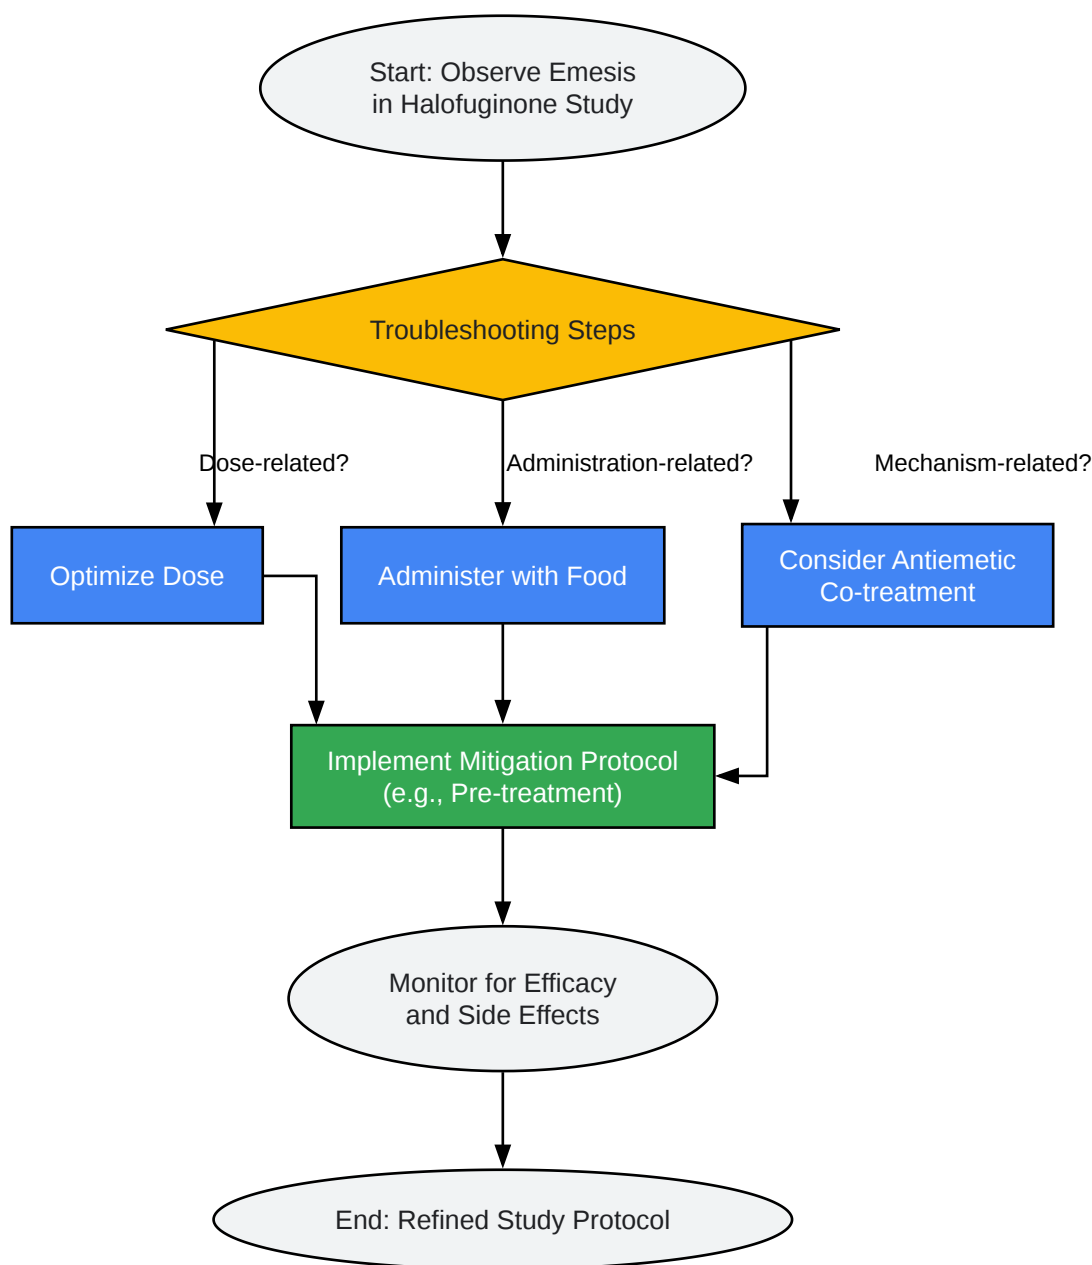 Start: Observe Emesis
in Halofuginone Study
Troubleshooting Steps
Dose-related?
Administration-related?
Mechanism-related?
Optimize Dose
Administer with Food
Consider Antiemetic
Co-treatment
Implement Mitigation Protocol
(e.g., Pre-treatment)
Monitor for Efficacy
and Side Effects
End: Refined Study Protocol